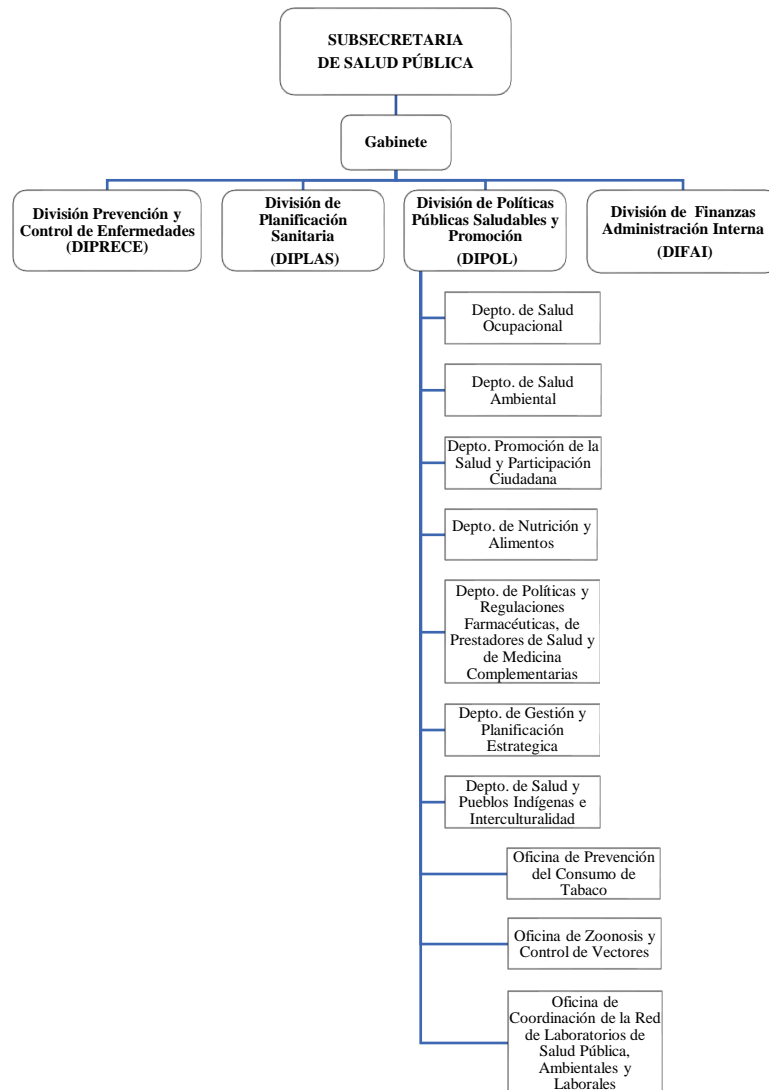 SUBSECRETARIA
DE SALUD PÚBLICA
Gabinete
División Prevención y
Control de Enfermedades
(DIPRECE)
División de
Planificación
Sanitaria
(DIPLAS)
División de Políticas
Públicas Saludables y
Promoción
(DIPOL)
División de Finanzas
Administración Interna
(DIFAI)
Depto. de Salud
Ocupacional
Depto. de Salud
Ambiental
Depto. Promoción de la
Salud y Participación
Ciudadana
Depto. de Nutrición y
Alimentos
Depto. de Políticas y
Regulaciones
Farmacéuticas, de
Prestadores de Salud y
de Medicina
Complementarias
Depto. de Gestión y
Planificación
Estrategica
Depto. de Salud y
Pueblos Indígenas e
Interculturalidad
Oficina de Prevención
del Consumo de
Tabaco
Oficina de Zoonosis y
Control de Vectores
Oficina de
Coordinación de la Red
de Laboratorios de
Salud Pública,
Ambientales y
Laborales